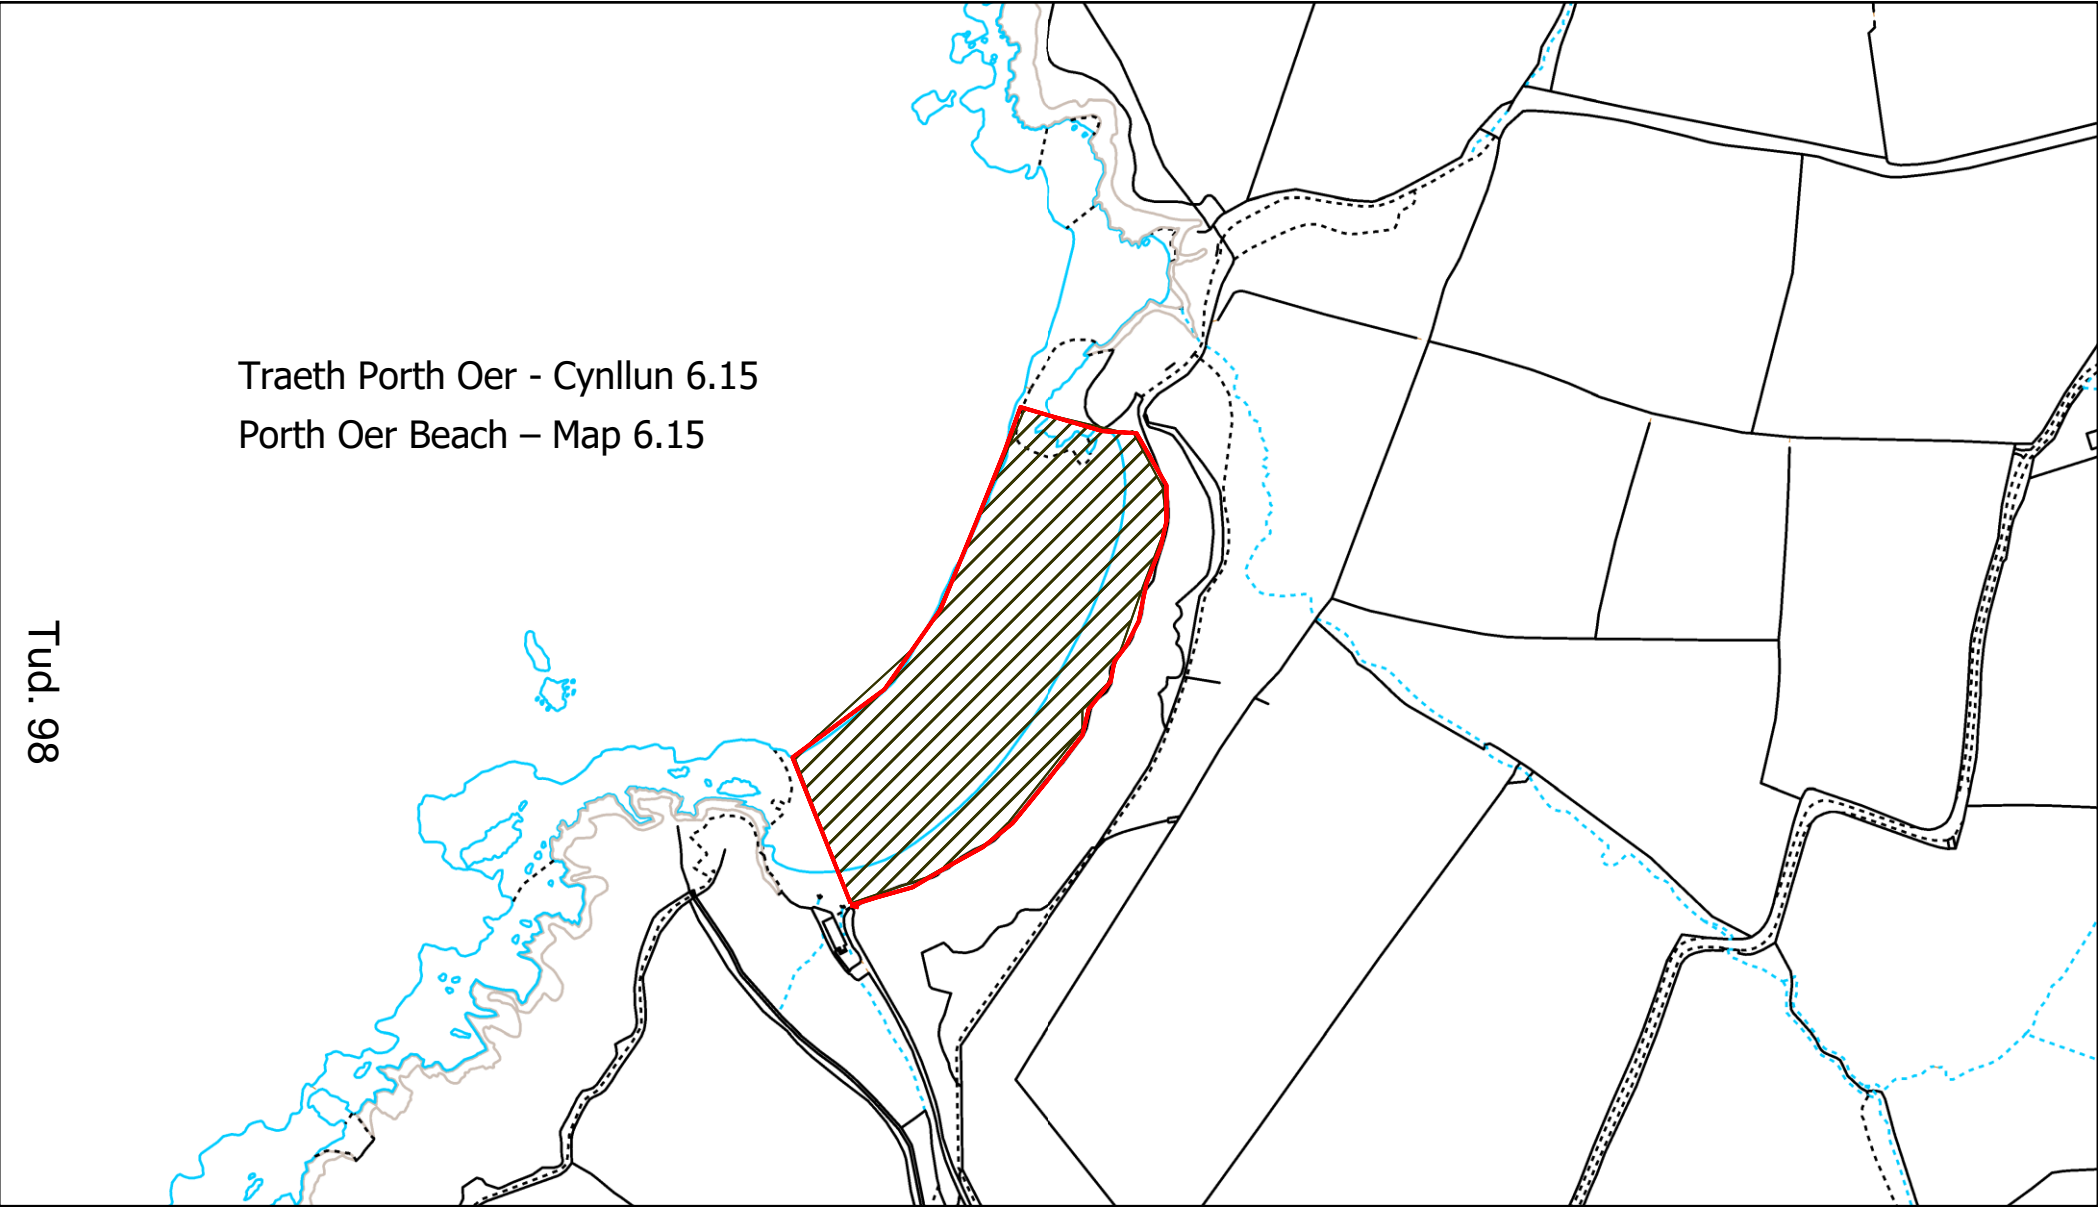 Traeth Porth Oer - Cynllun 6.15
Porth Oer Beach – Map 6.15
Tud. 98